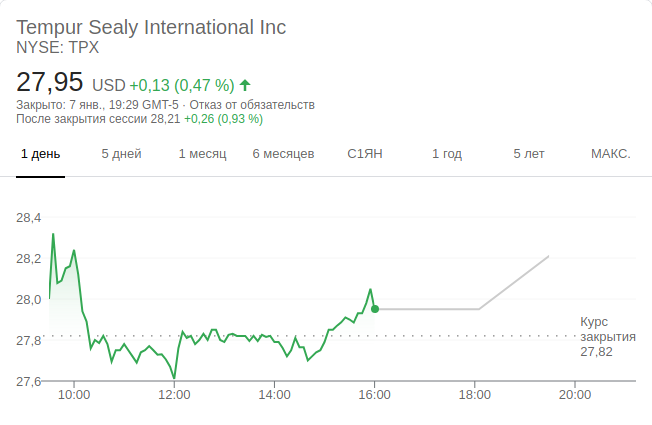 Tempur Sealy International Inc
NYSE: TPX
27,95 USD +0,13 (0,47 %)
Закрыто: 7 янв., 19:29 GMT-5 · Отказ от обязательств
После закрытия сессии 28,21 +0,26 (0,93 %)
1 день 5 дней 1 месяц 6 месяцев С1ЯН 1 год 5 лет МАКС.
28,4
28,2
28,0
27,8
27,6
Курс
закрытия
27,82
10:00 12:00 14:00 16:00 18:00 20:00